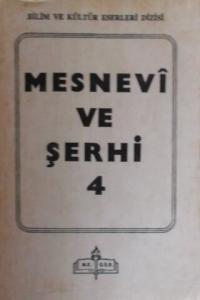 BİLİM VE KÜLTÜR ESERLERİ DİZİSİ
MESNEVÎ
VE
ŞERHİ
4